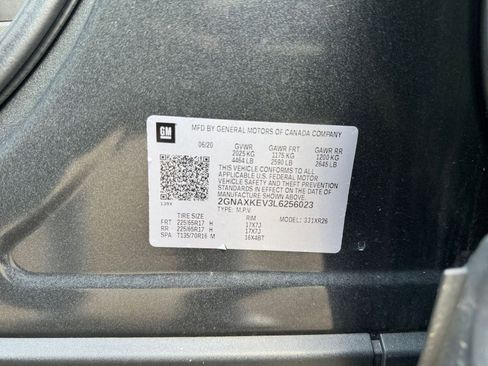 GM
MFD BY GENERAL MOTORS OF CANADA COMPANY
06/20 GVWR GAWR FRT GAWR RR
2025 KG 1175 KG 1200 KG
4464 LB 2590 LB 2645 LB
THIS VEHICLE CONFORMS TO ALL
APPLICABLE U.S. FEDERAL MOTOR
VEHICLE SAFETY AND THEFT PREVENTION
STANDARDS IN EFFECT ON THE DATE OF
MANUFACTURE SHOWN ABOVE.
2GNAXKEV3L6256023
TYPE: M.P.V. MODEL: 331XR26
TIRE SIZE RIM
FRT 225/65R17 H 17X7J
RR 225/65R17 H 17X7J
SPA T135/70R16 M 16X4BT